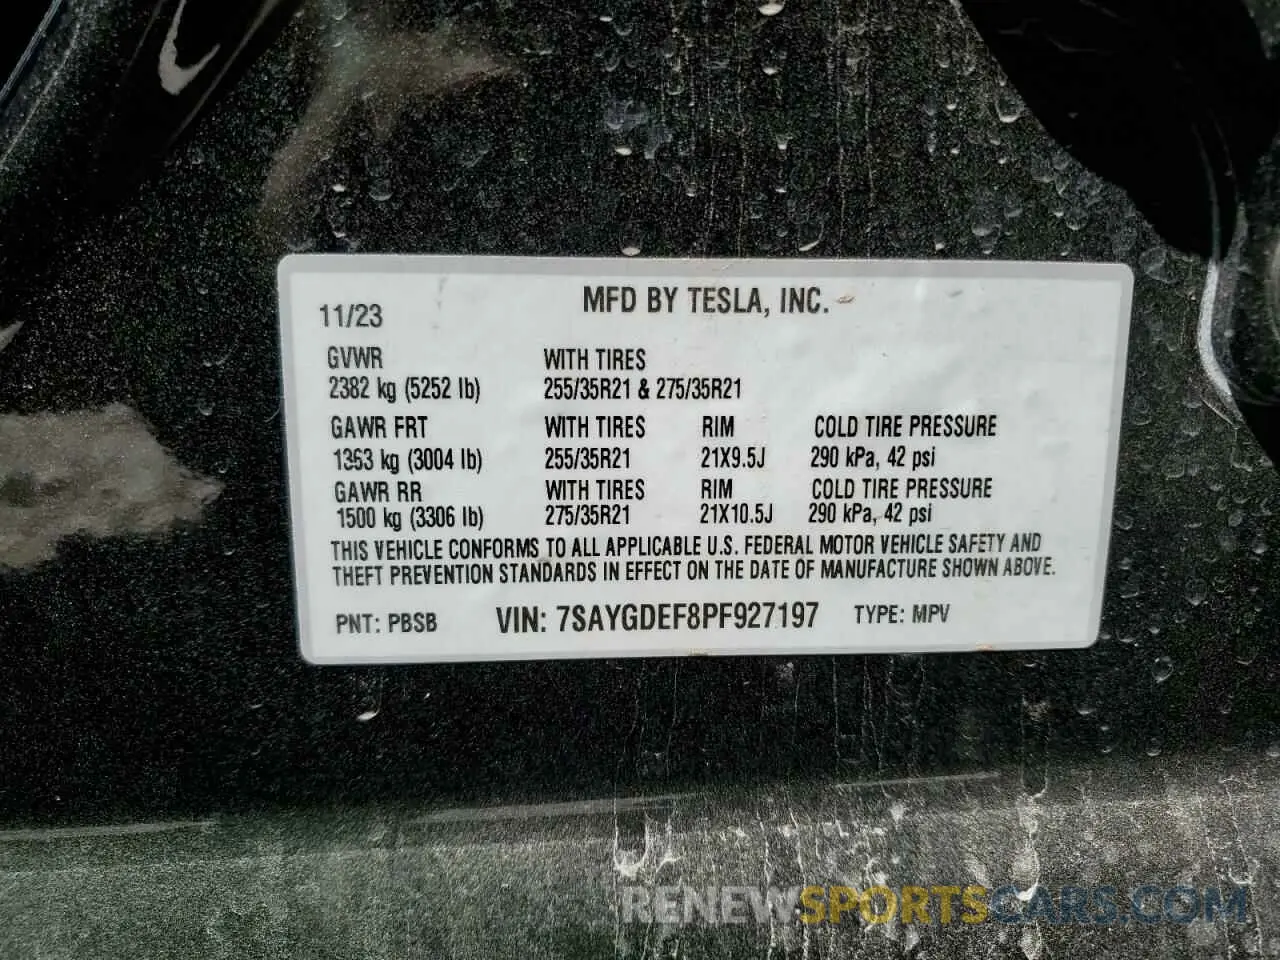 MFD BY TESLA, INC.
11/23
GVWR WITH TIRES
2382 kg (5252 lb) 255/35R21 & 275/35R21
GAWR FRT WITH TIRES RIM COLD TIRE PRESSURE
1363 kg (3004 lb) 255/35R21 21X9.5J 290 kPa, 42 psi
GAWR RR WITH TIRES RIM COLD TIRE PRESSURE
1500 kg (3306 lb) 275/35R21 21X10.5J 290 kPa, 42 psi
THIS VEHICLE CONFORMS TO ALL APPLICABLE U.S. FEDERAL MOTOR VEHICLE SAFETY AND
THEFT PREVENTION STANDARDS IN EFFECT ON THE DATE OF MANUFACTURE SHOWN ABOVE.
PNT: PBSB VIN: 7SAYGDEF8PF927197 TYPE: MPV
RENEWSPORTSCARS.COM